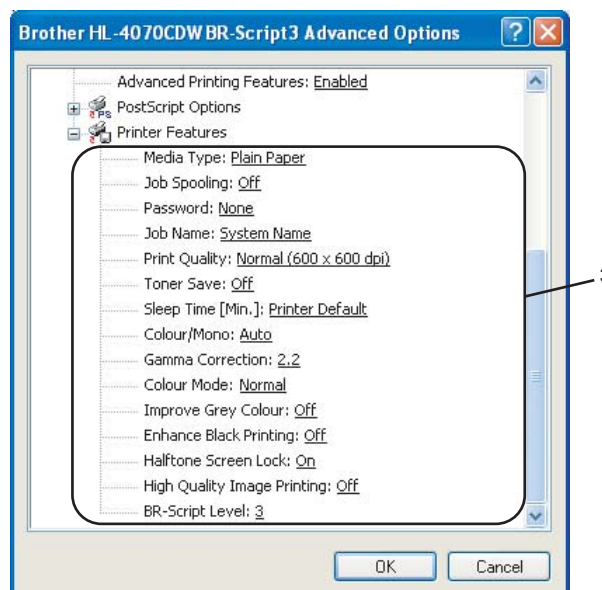 Brother HL-4070CDW BR-Script3 Advanced Options
Advanced Printing Features: Enabled
PostScript Options
Printer Features
Media Type: Plain Paper
Job Spooling: Off
Password: None
Job Name: System Name
Print Quality: Normal (600 x 600 dpi)
Toner Save: Off
Sleep Time [Min.]: Printer Default
Colour/Mono: Auto
Gamma Correction: 2.2
Colour Mode: Normal
Improve Grey Colour: Off
Enhance Black Printing: Off
Halftone Screen Lock: On
High Quality Image Printing: Off
BR-Script Level: 3
OK Cancel